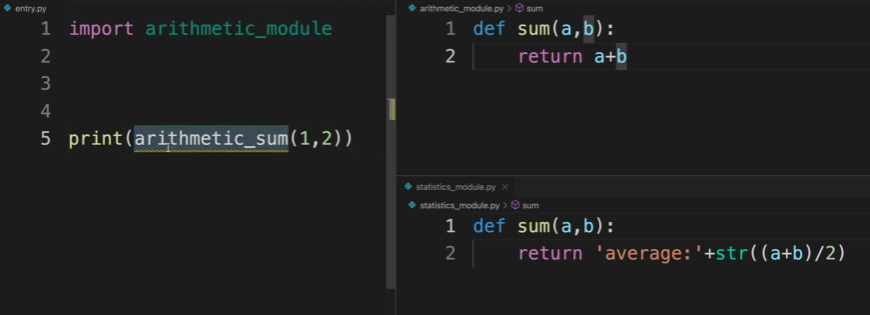 entry.py
1 import arithmetic_module
2
3
4
5 print(arithmetic_sum(1,2))
arithmetic_module.py > sum
1 def sum(a,b):
2     return a+b
statistics_module.py ×
statistics_module.py > sum
1 def sum(a,b):
2     return 'average:'+str((a+b)/2)